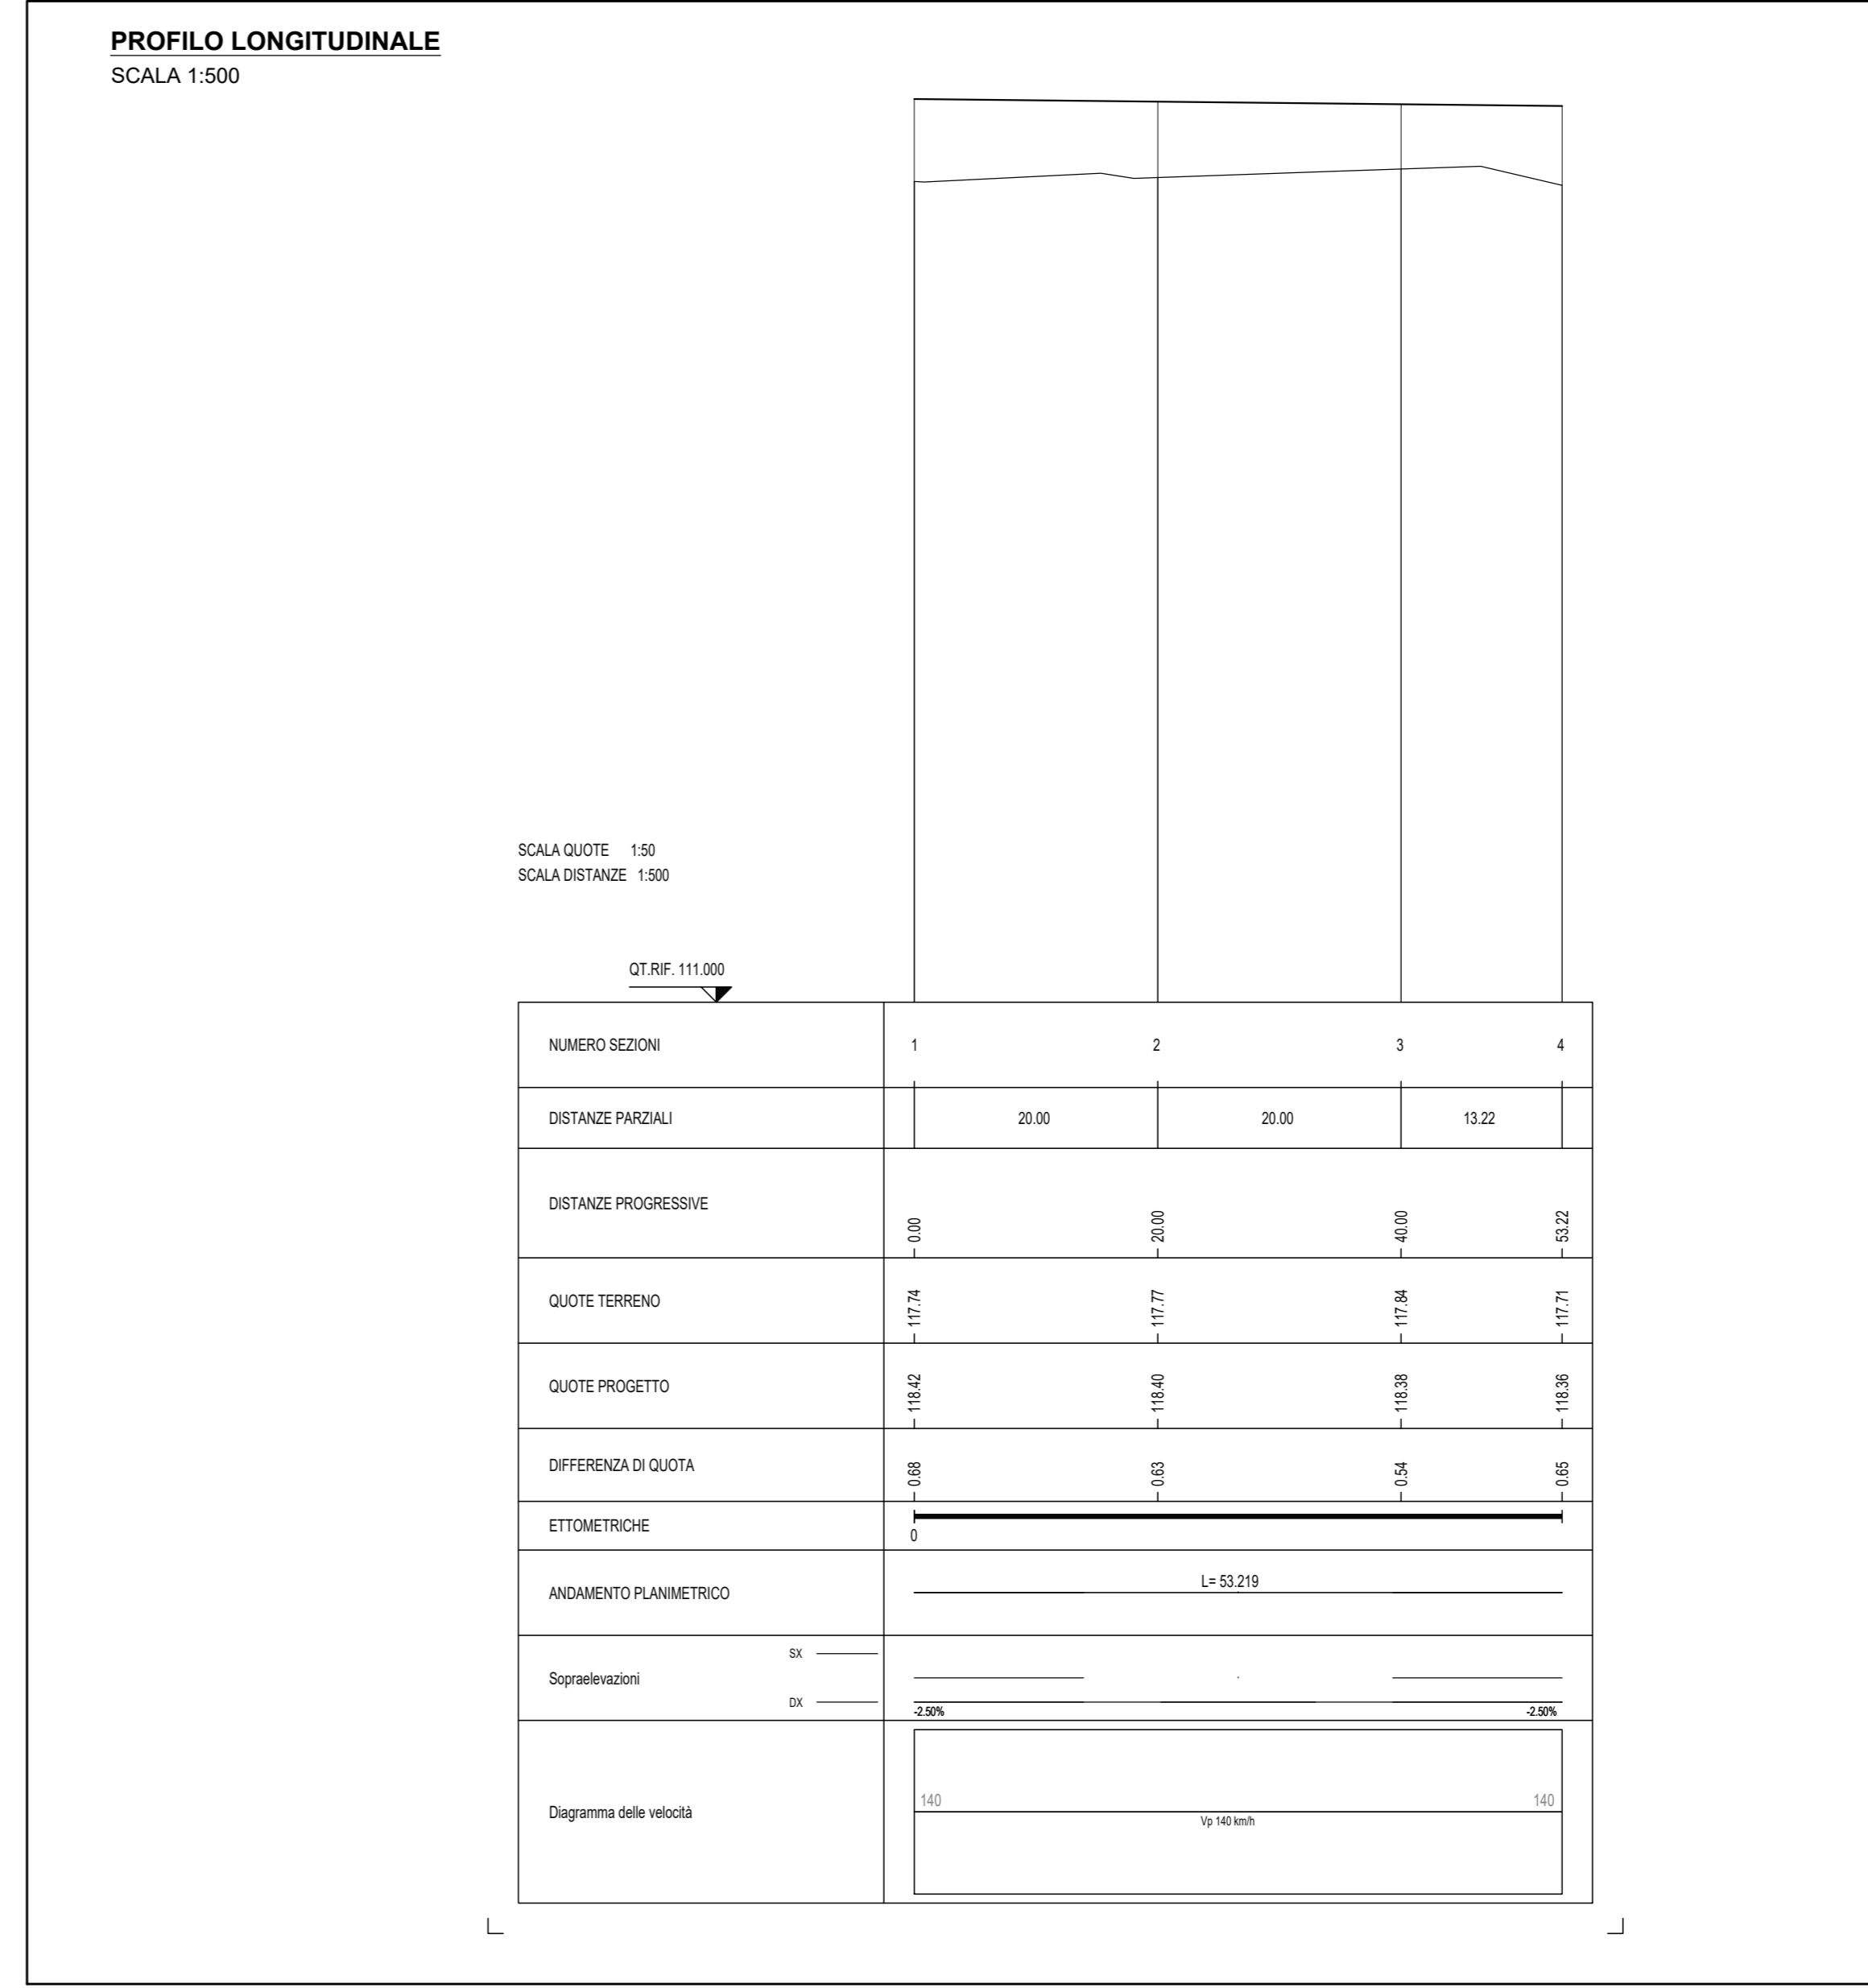 PROFILO LONGITUDINALE
SCALA 1:500
SCALA QUOTE 1:50
SCALA DISTANZE 1:500
QT.RIF. 111.000
NUMERO SEZIONI 1 2 3 4
DISTANZE PARZIALI 20.00 20.00 13.22
DISTANZE PROGRESSIVE 0.00 20.00 40.00 53.22
QUOTE TERRENO 117.74 117.77 117.84 117.71
QUOTE PROGETTO 118.42 118.40 118.38 118.36
DIFFERENZA DI QUOTA 0.68 0.63 0.54 0.65
ETTOMETRICHE 0
ANDAMENTO PLANIMETRICO L= 53.219
Sopraelevazioni SX
DX
-2.50% -2.50%
Diagramma delle velocità 140 140
Vp 140 km/h